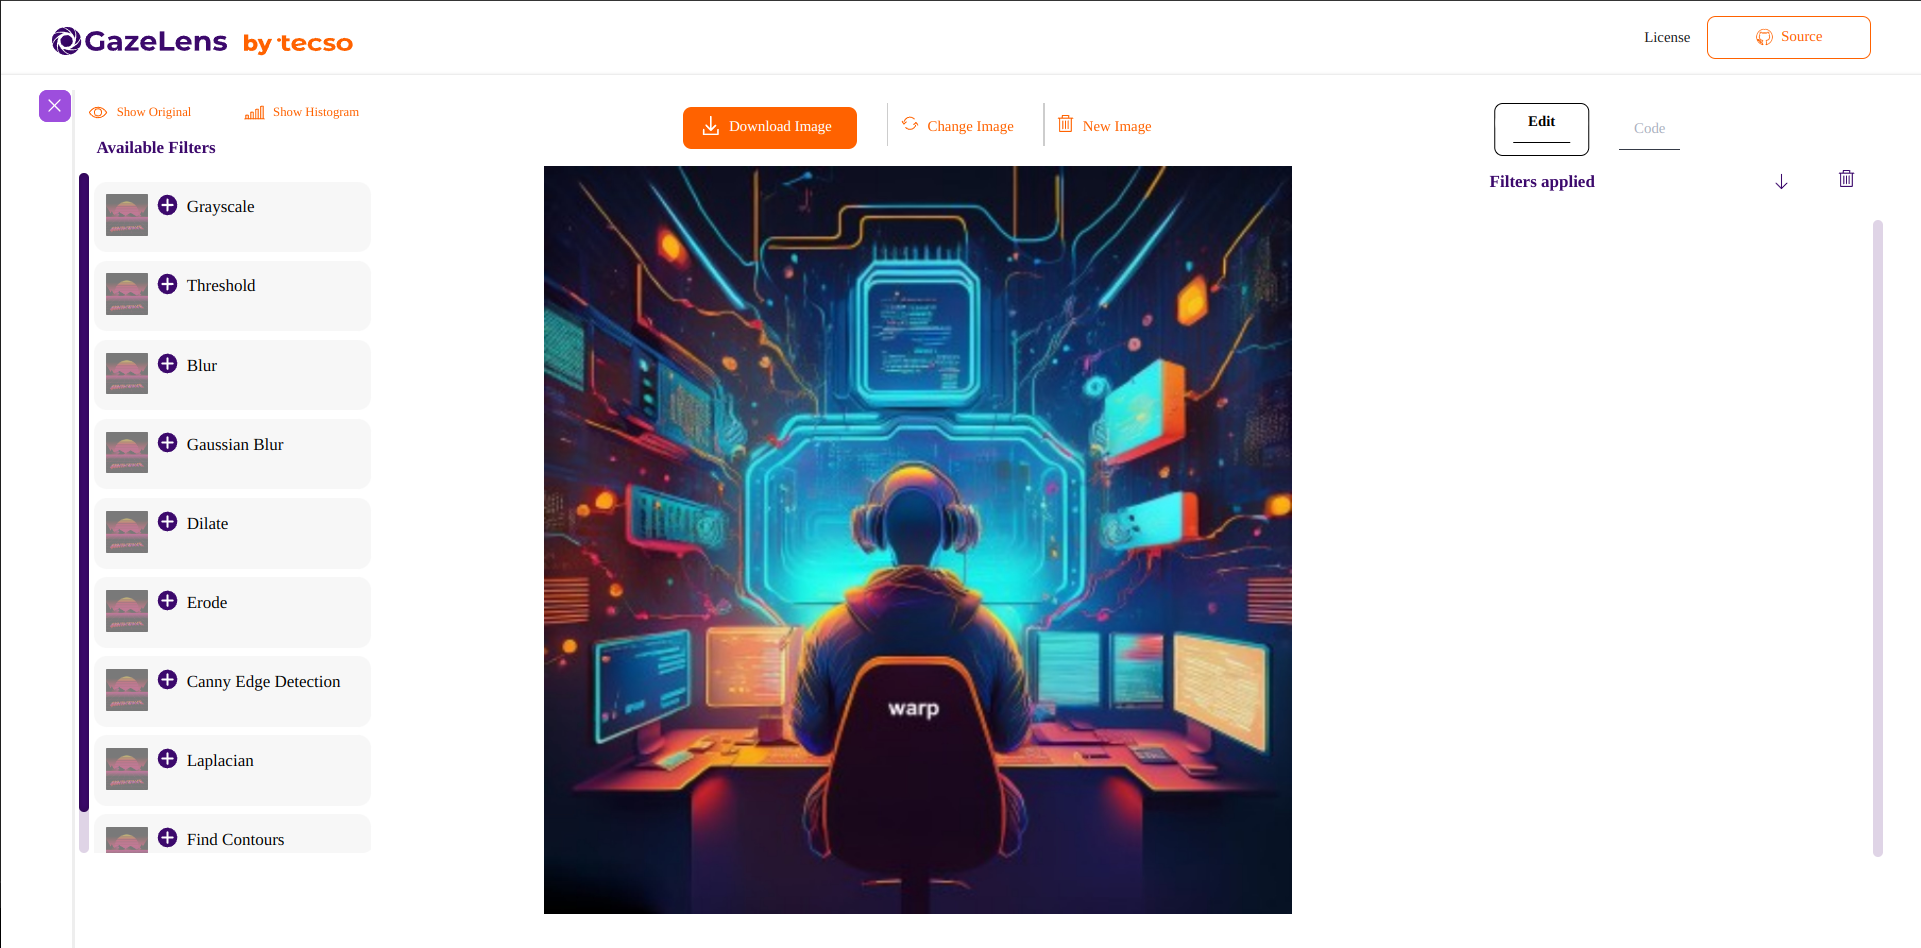 GazeLens by tecso
License
Source
Show Original
Show Histogram
Available Filters
Grayscale
Threshold
Blur
Gaussian Blur
Dilate
Erode
Canny Edge Detection
Laplacian
Find Contours
Download Image
Change Image
New Image
warp
Edit
Code
Filters applied